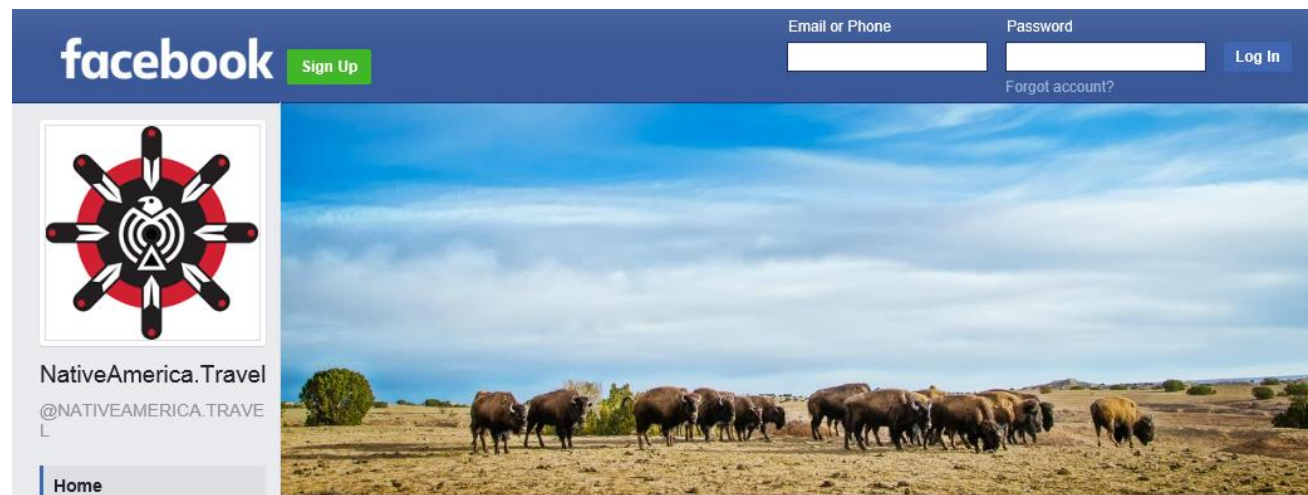 Email or Phone
Password
facebook
Sign Up
Log In
Forgot account?
NativeAmerica.Travel
@NATIVEAMERICA.TRAVE
L
Home